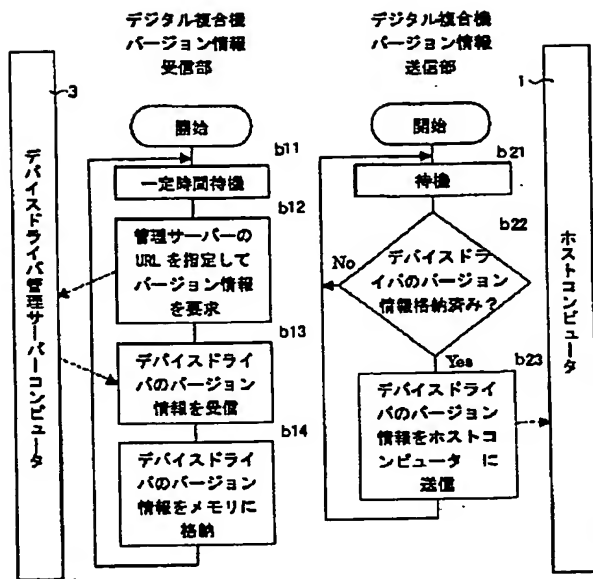 デジタル複合機
バージョン情報
受信部
デジタル複合機
バージョン情報
送信部
3
デバイスドライバ管理サーバーコンピュータ
開始
b11
一定時間待機
b12
管理サーバーの
URLを指定して
バージョン情報
を要求
b13
デバイスドライ
バのバージョン
情報を受信
b14
デバイスドライ
バのバージョン
情報をメモリに
格納
開始
b21
待機
b22
デバイスドラ
イバのバージョン
情報格納済み?
No
Yes
b23
デバイスドライ
バのバージョン
情報をホストコ
ンピュータ に
送信
1
ホストコンピュータ